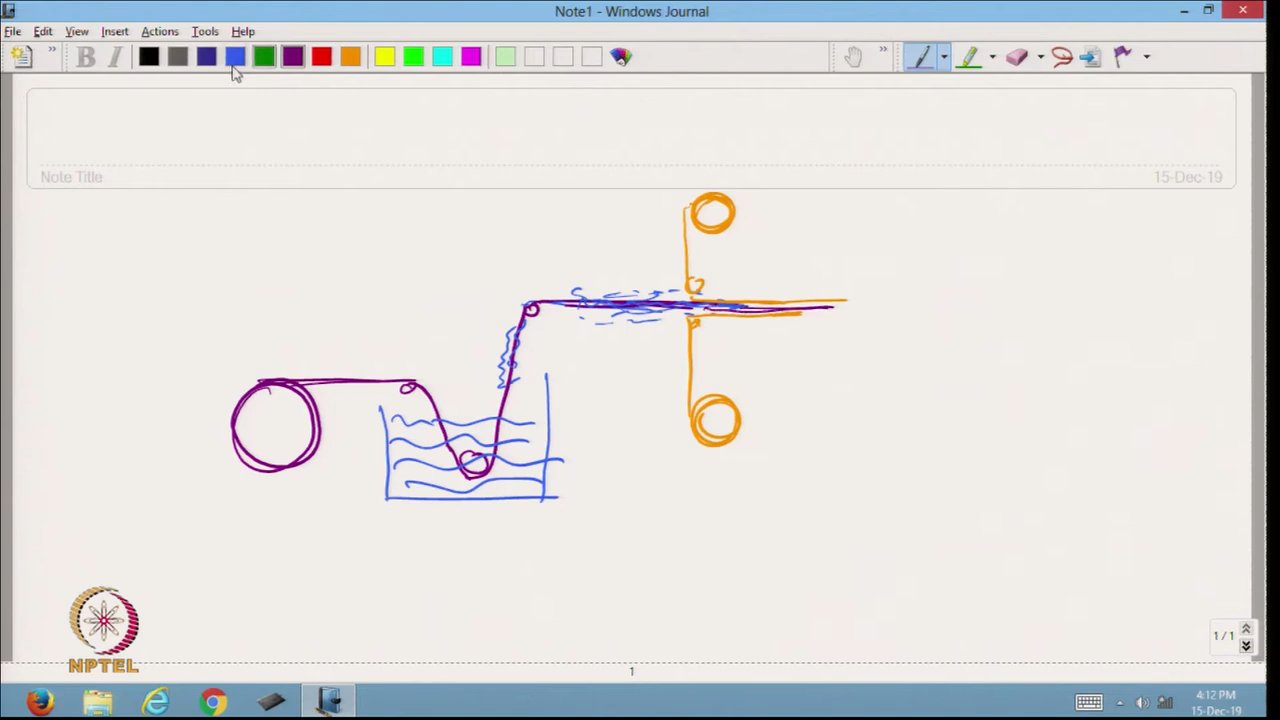 Note1 - Windows Journal
File Edit View Insert Actions Tools Help
B I
Note Title
15-Dec-19
NPTEL
1 / 1
1
4:12 PM
15-Dec-19